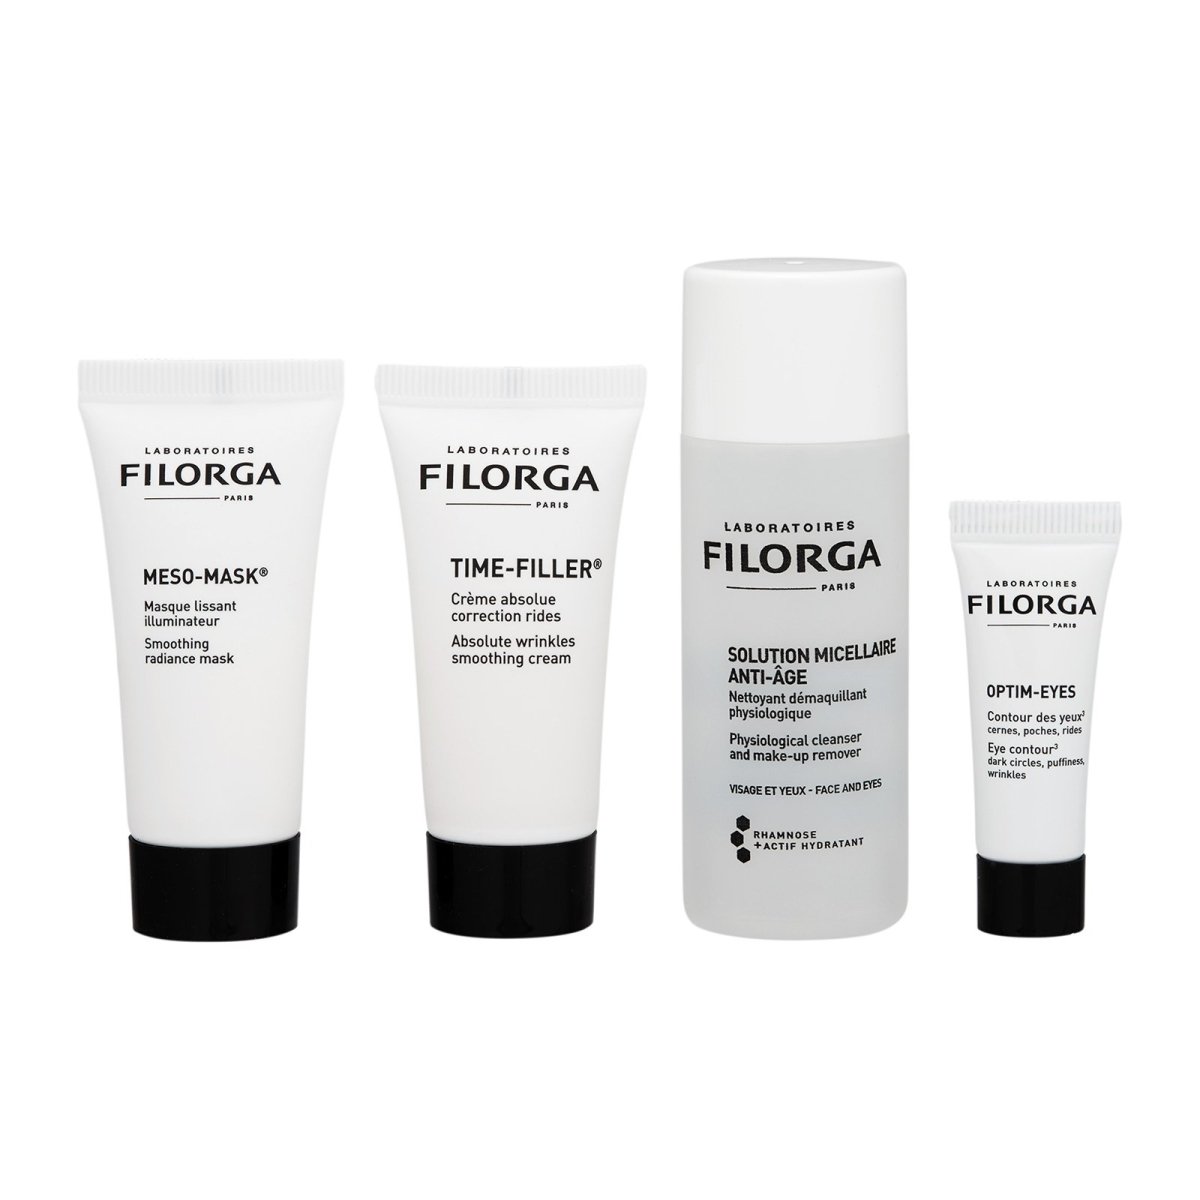 LABORATOIRES
FILORGA
PARIS
MESO-MASK®
Masque lissant
illuminateur
Smoothing
radiance mask
LABORATOIRES
FILORGA
PARIS
TIME-FILLER®
Crème absolue
correction rides
Absolute wrinkles
smoothing cream
LABORATOIRES
FILORGA
PARIS
SOLUTION MICELLAIRE
ANTI-ÂGE
Nettoyant démaquillant
physiologique
Physiological cleanser
and make-up remover
VISAGE ET YEUX - FACE AND EYES
RHAMNOSE
+ACTIF HYDRATANT
LABORATOIRES
FILORGA
PARIS
OPTIM-EYES
Contour des yeux³
cernes, poches, rides
Eye contour³
dark circles, puffiness,
wrinkles